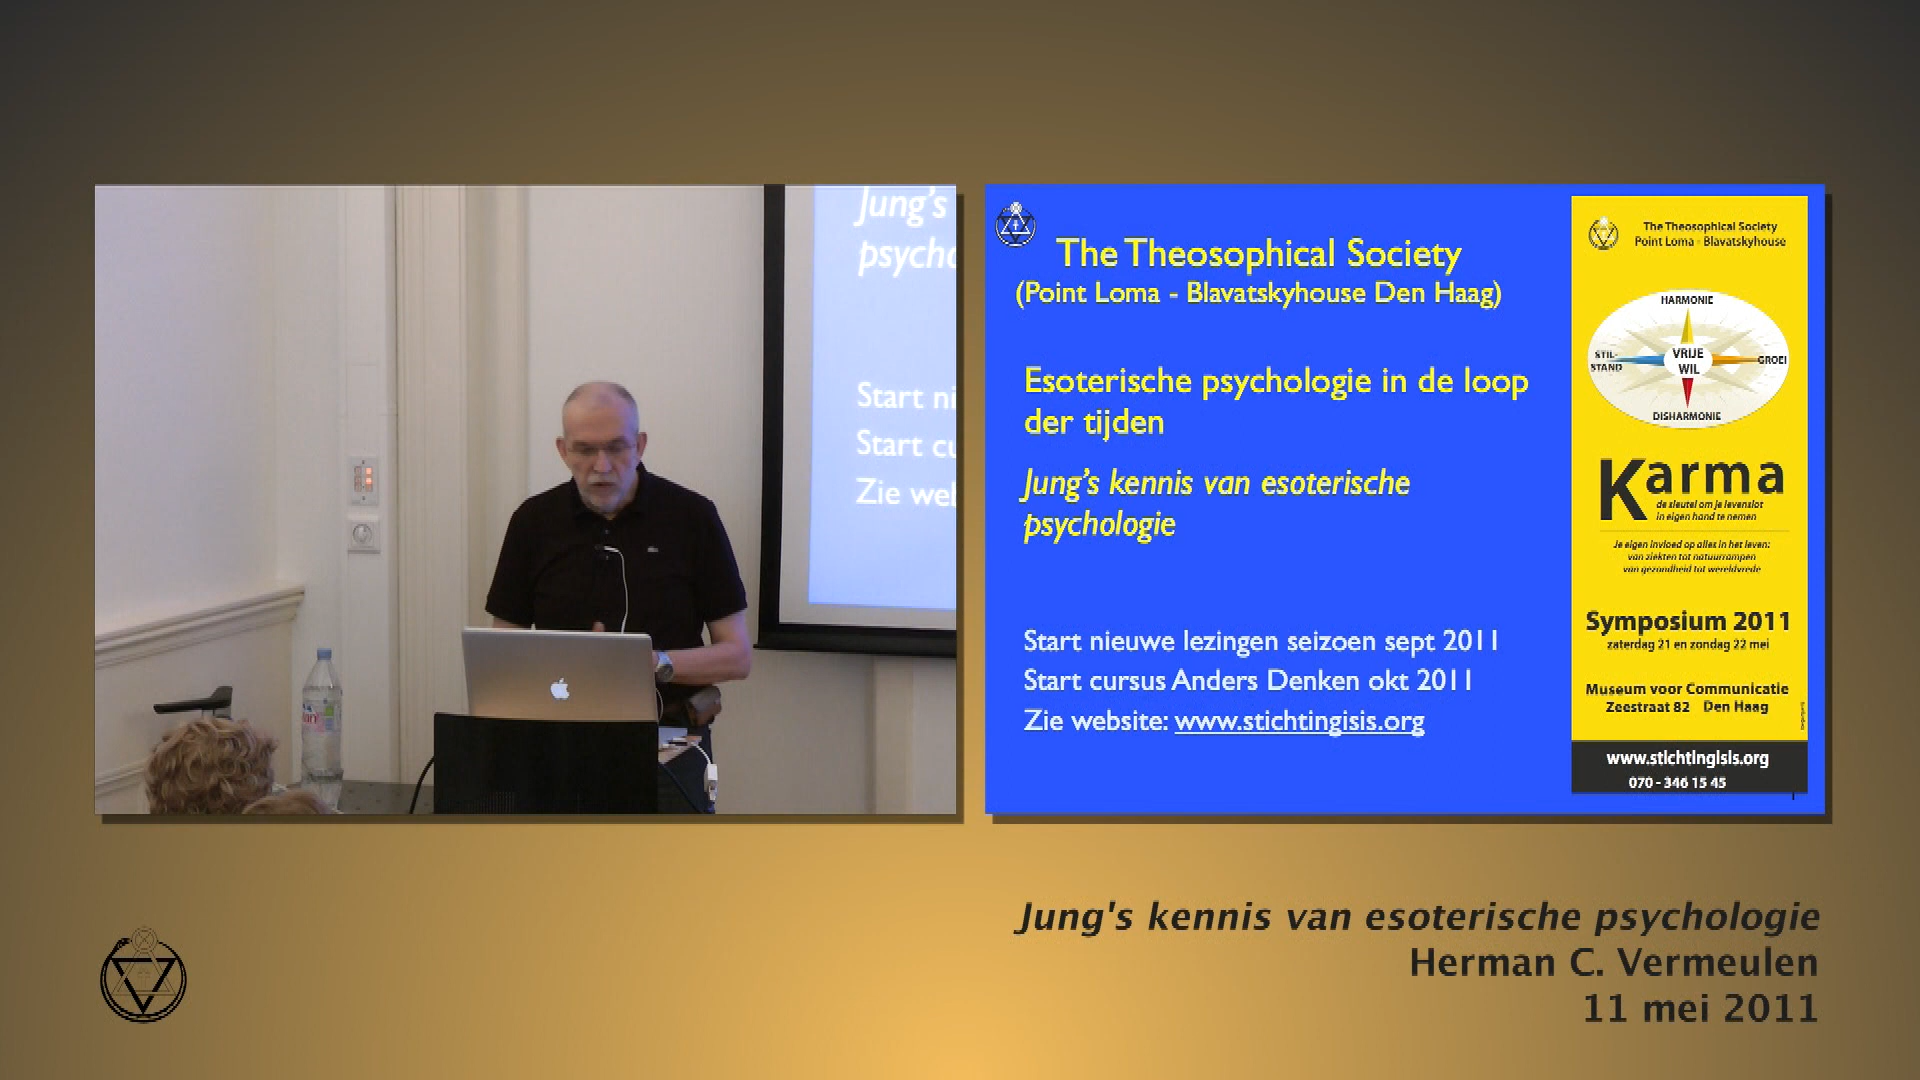 Jung's
psycho
Start ni
Start cu
Zie web
The Theosophical Society
(Point Loma - Blavatskyhouse Den Haag)
Esoterische psychologie in de loop
der tijden
Jung's kennis van esoterische
psychologie
Start nieuwe lezingen seizoen sept 2011
Start cursus Anders Denken okt 2011
Zie website: www.stichtingisis.org
The Theosophical Society
Point Loma - Blavatskyhouse
HARMONIE
STIL-
STAND
VRIJE
WIL
GROEI
DISHARMONIE
Karma
de sleutel om je levenslot
in eigen hand te nemen
Je eigen invloed op alles in het leven:
van ziekten tot natuurrampen
van gezondheid tot wereldvrede
Symposium 2011
zaterdag 21 en zondag 22 mei
Museum voor Communicatie
Zeestraat 82 Den Haag
www.stichtingisis.org
070 - 346 15 45
1
Jung's kennis van esoterische psychologie
Herman C. Vermeulen
11 mei 2011